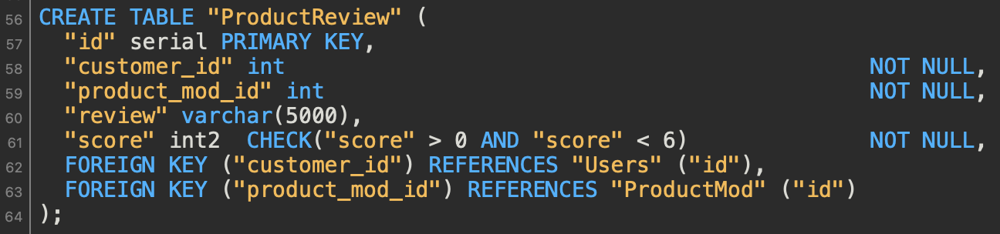 56 CREATE TABLE "ProductReview" (
57 "id" serial PRIMARY KEY,
58 "customer_id" int NOT NULL,
59 "product_mod_id" int NOT NULL,
60 "review" varchar(5000),
61 "score" int2 CHECK("score" > 0 AND "score" < 6) NOT NULL,
62 FOREIGN KEY ("customer_id") REFERENCES "Users" ("id"),
63 FOREIGN KEY ("product_mod_id") REFERENCES "ProductMod" ("id")
64 );